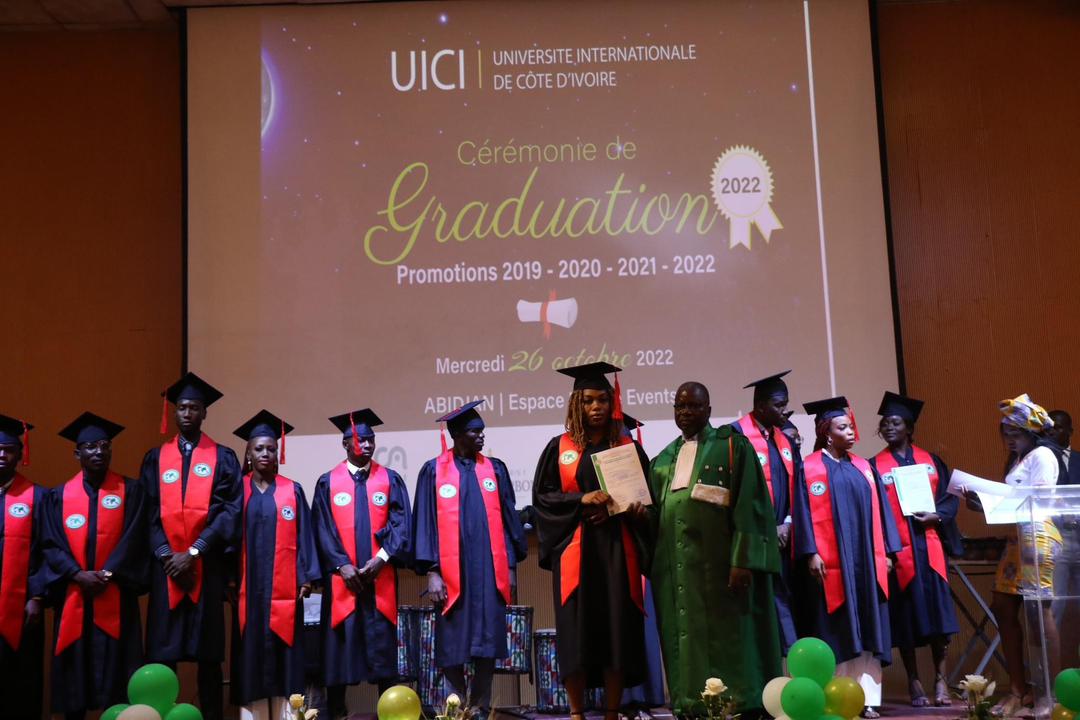 UICI
UNIVERSITE INTERNATIONALE
DE CÔTE D'IVOIRE
Cérémonie de
Graduation
2022
Promotions 2019 - 2020 - 2021 - 2022
Mercredi 26 octobre 2022
ABIDJAN | Espace Events